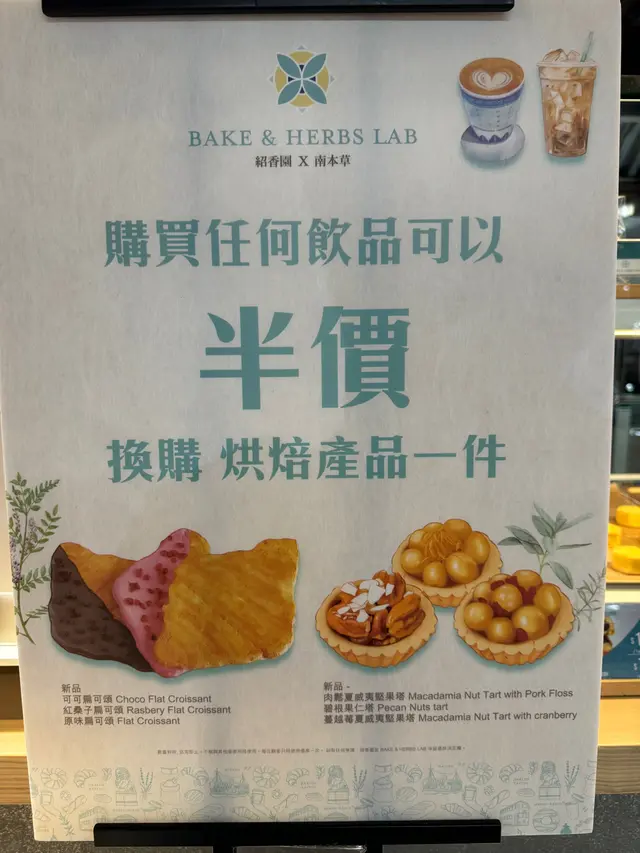 BAKE & HERBS LAB
紹香園 X 南本草
購買任何飲品可以
半價
換購 烘焙產品一件
新品
可可扁可頌 Choco Flat Croissant
紅桑子扁可頌 Rasbery Flat Croissant
原味扁可頌 Flat Croissant
新品 -
肉鬆夏威夷堅果塔 Macadamia Nut Tart with Pork Floss
碧根果仁塔 Pecan Nuts tart
蔓越莓夏威夷堅果塔 Macadamia Nut Tart with cranberry